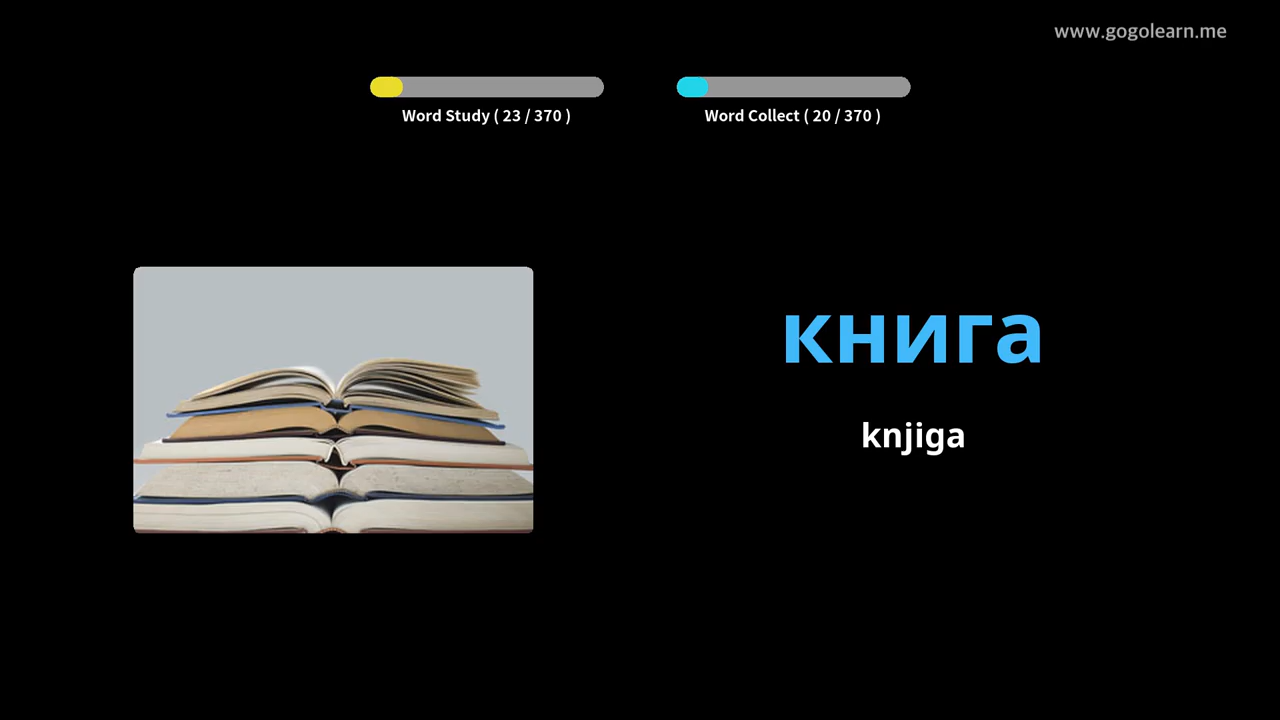 www.gogolearn.me
Word Study ( 23 / 370 )
Word Collect ( 20 / 370 )
книга
knjiga